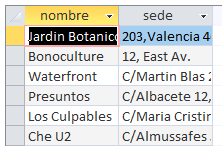 nombre sede
Jardin Botanico 203,Valencia 4
Bonoculture 12, East Av.
Waterfront C/Martin Blas 2
Presuntos C/Albacete 12,
Los Culpables C/Maria Cristin
Che U2 C/Almussafes